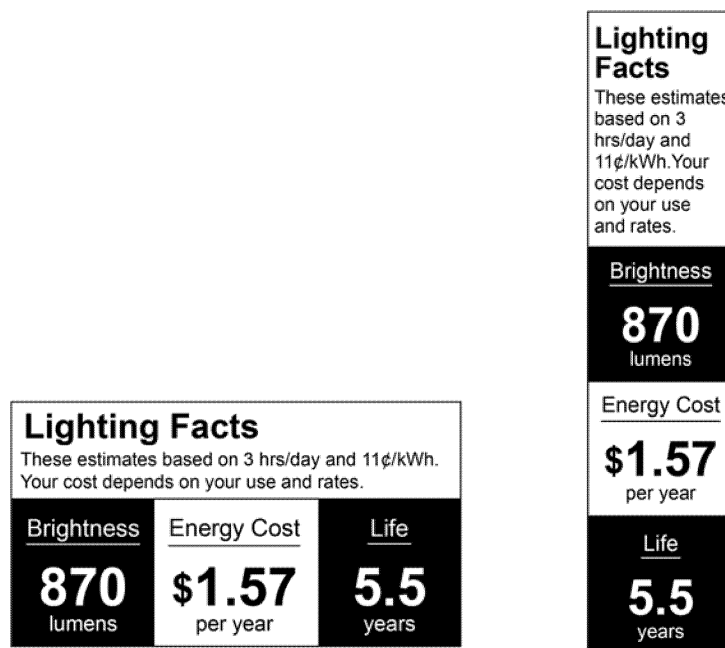 Lighting Facts
These estimates based on 3 hrs/day and 11¢/kWh.
Your cost depends on your use and rates.
Brightness
870
lumens
Energy Cost
$1.57
per year
Life
5.5
years
Lighting
Facts
These estimates
based on 3
hrs/day and
11¢/kWh.Your
cost depends
on your use
and rates.
Brightness
870
lumens
Energy Cost
$1.57
per year
Life
5.5
years